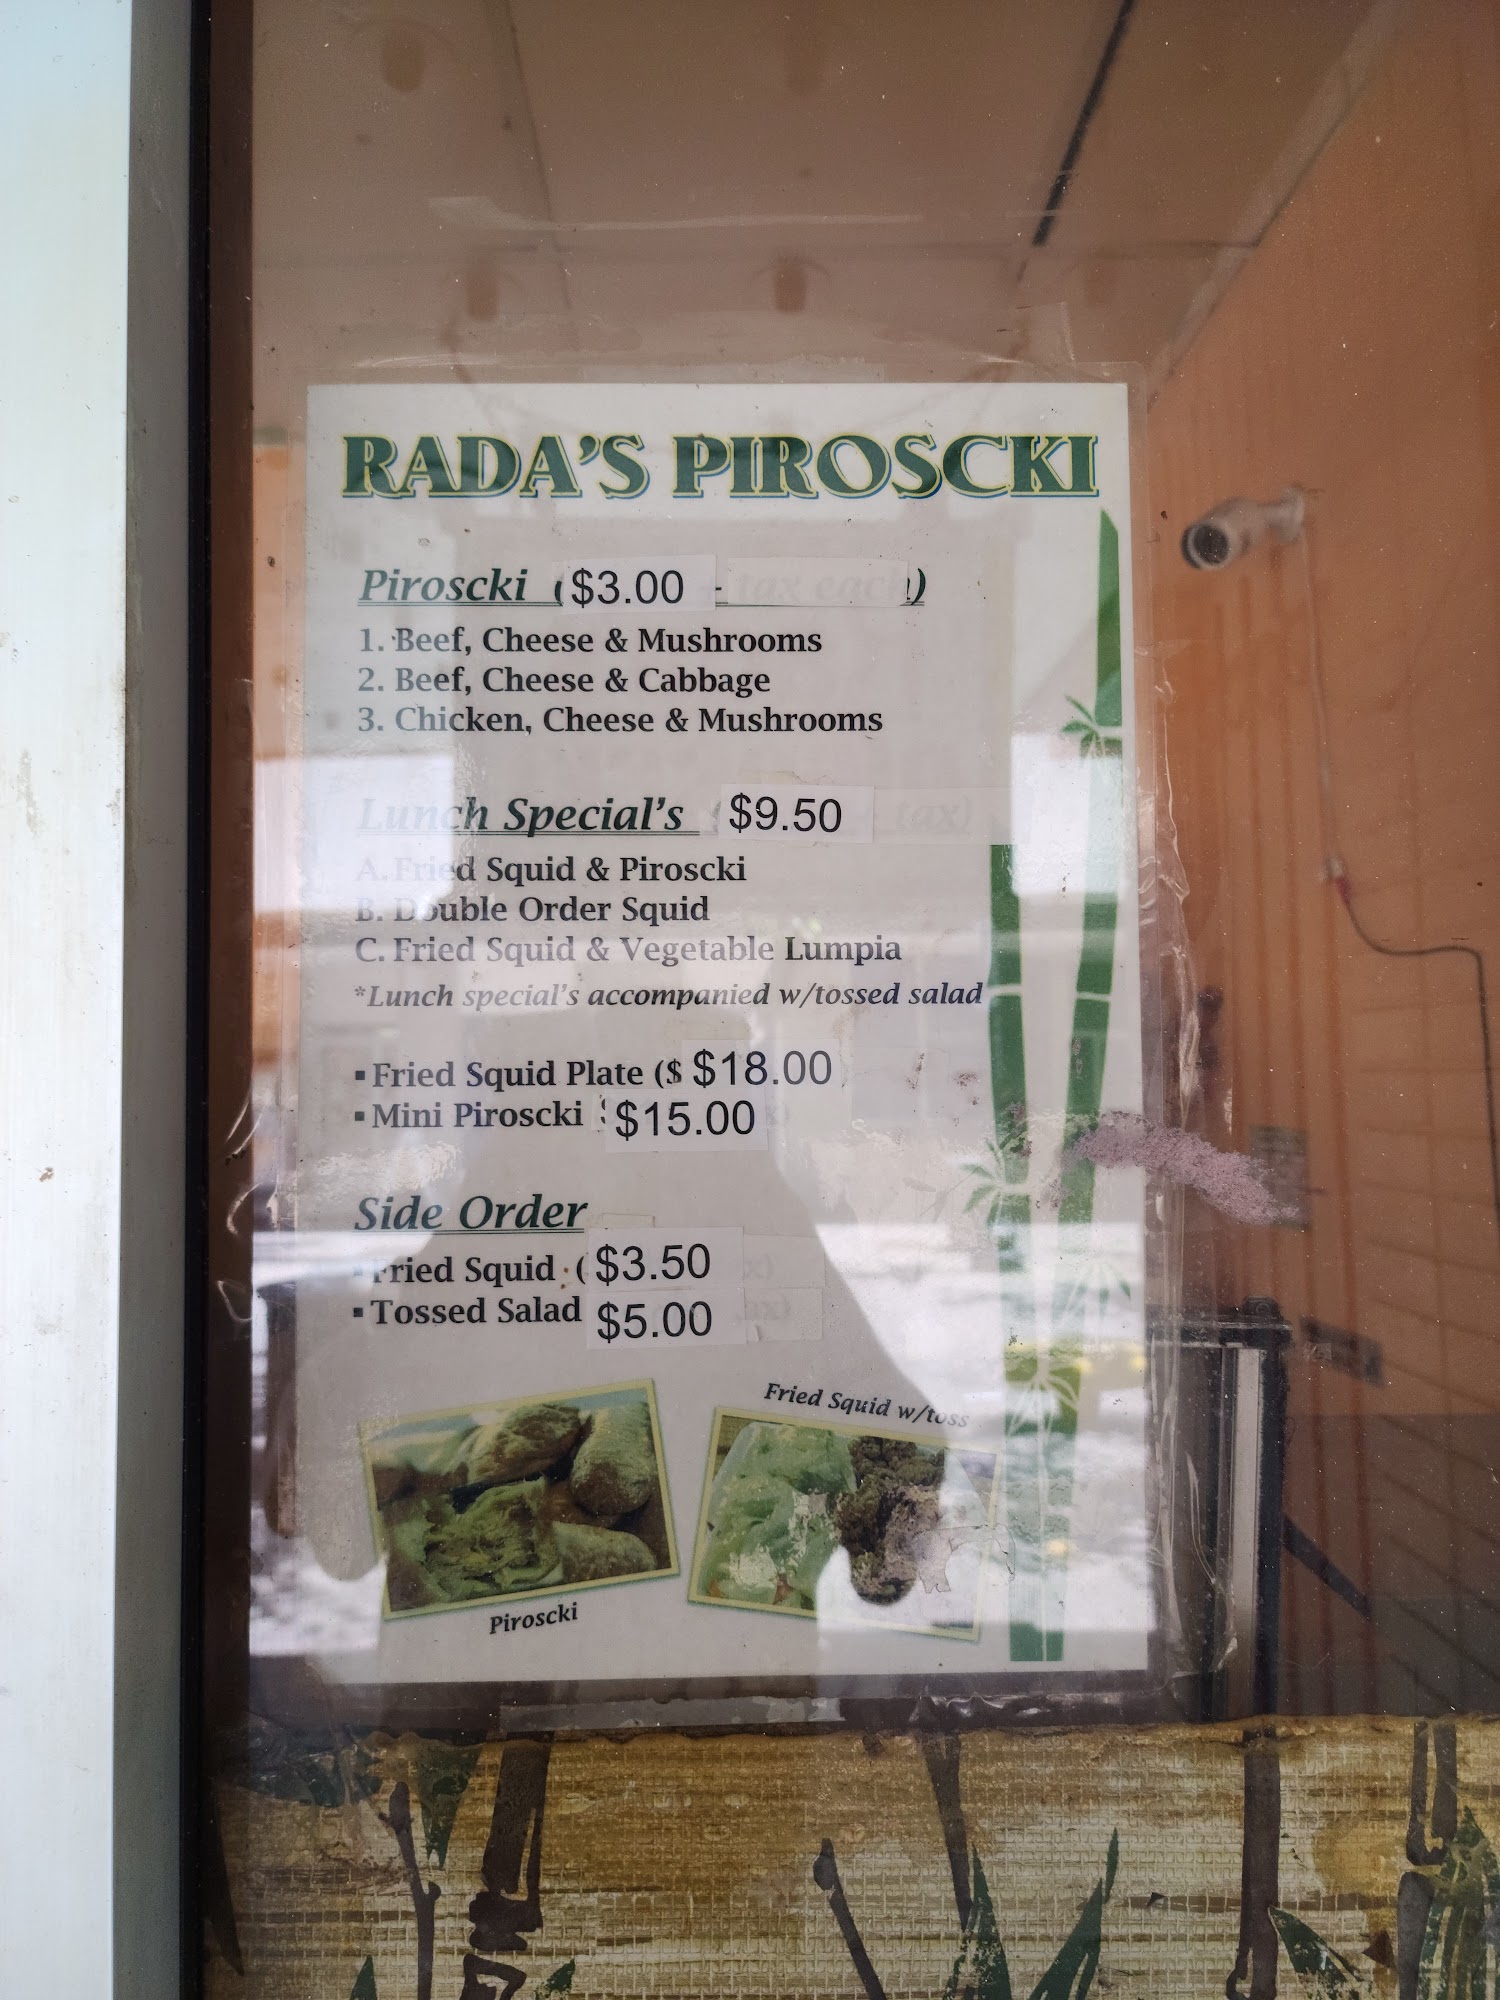 RADA'S PIROSCKI
Piroscki ($3.00 + tax each)
1. Beef, Cheese & Mushrooms
2. Beef, Cheese & Cabbage
3. Chicken, Cheese & Mushrooms
Lunch Special's $9.50 tax)
A. Fried Squid & Piroscki
B. Double Order Squid
C. Fried Squid & Vegetable Lumpia
*Lunch special's accompanied w/tossed salad
▪ Fried Squid Plate ($ $18.00
▪ Mini Piroscki $15.00
Side Order
▪ Fried Squid ( $3.50
▪ Tossed Salad $5.00
Fried Squid w/toss
Piroscki